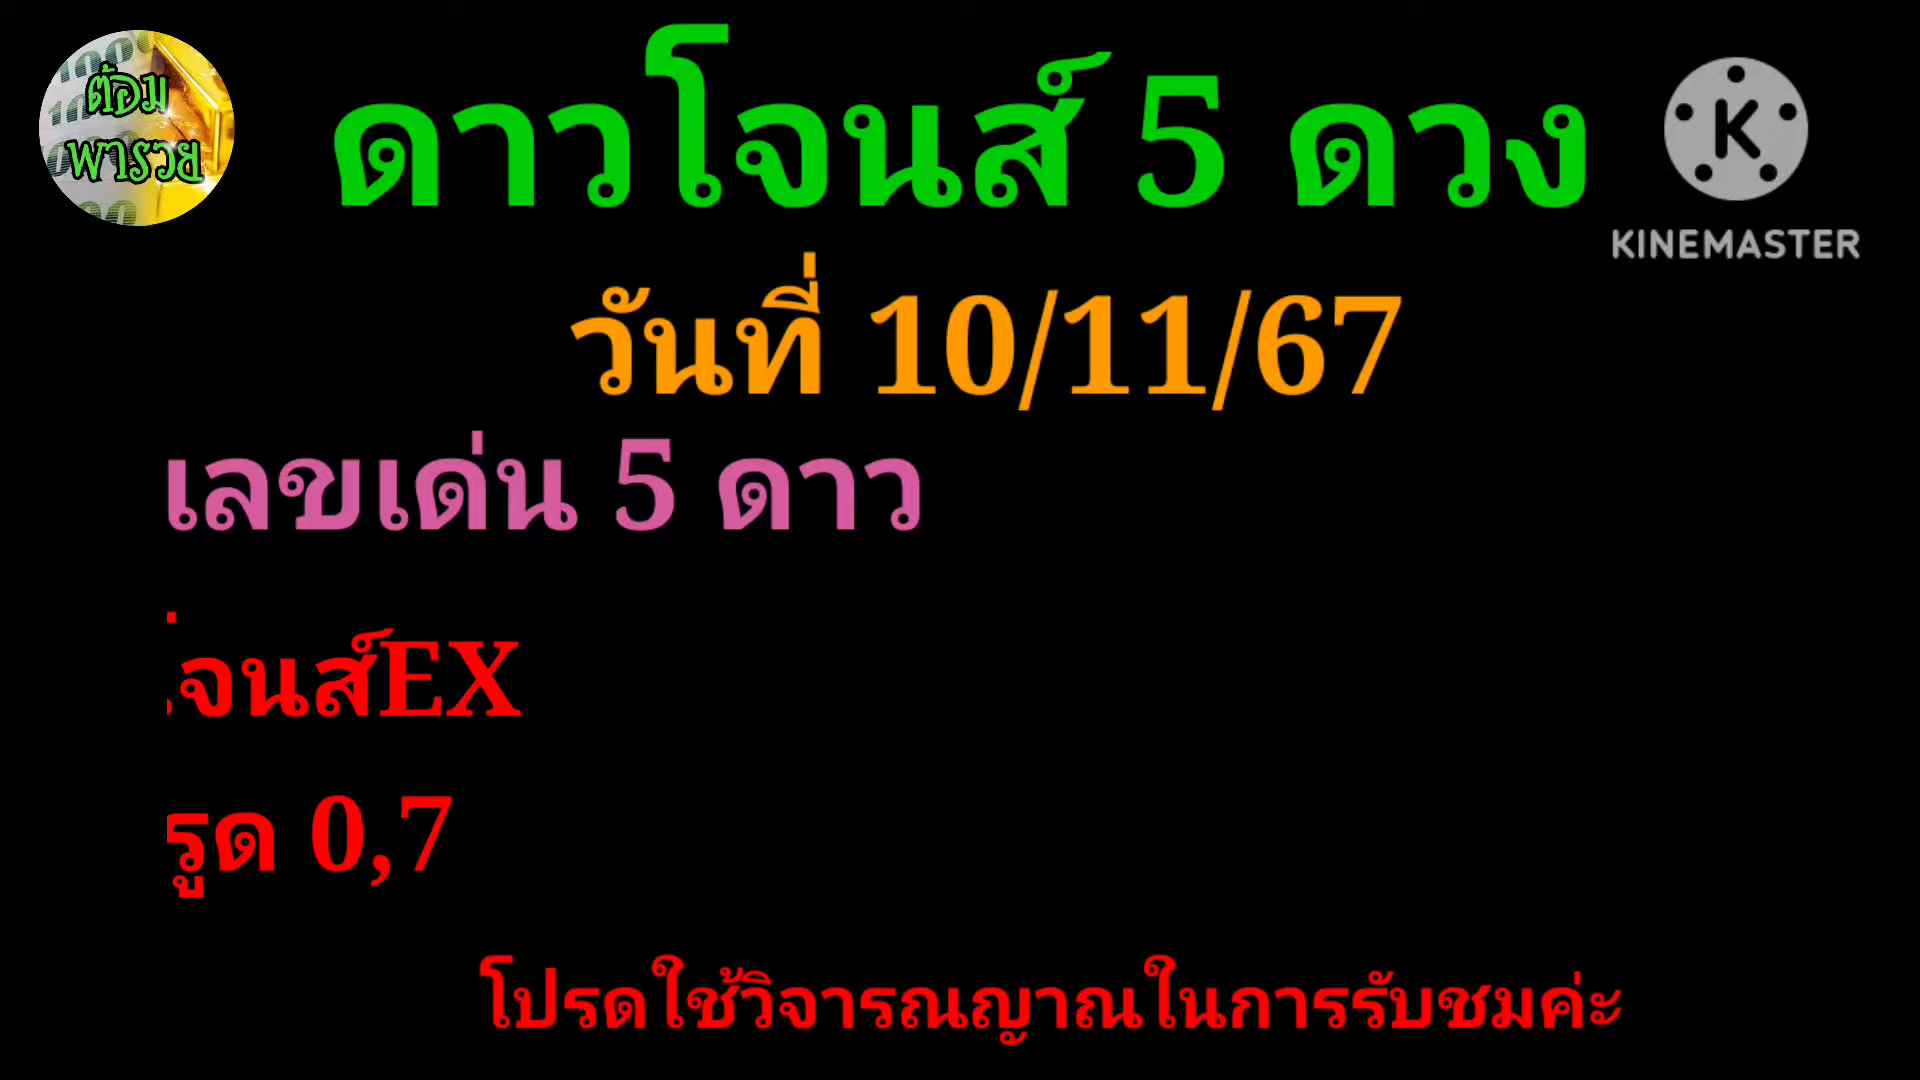 ต้อม
พารวย
ดาวโจนส์ 5 ดวง
KINEMASTER
วันที่ 10/11/67
เลขเด่น 5 ดาว
จนส์EX
รูด 0,7
โปรดใช้วิจารณญาณในการรับชมค่ะ